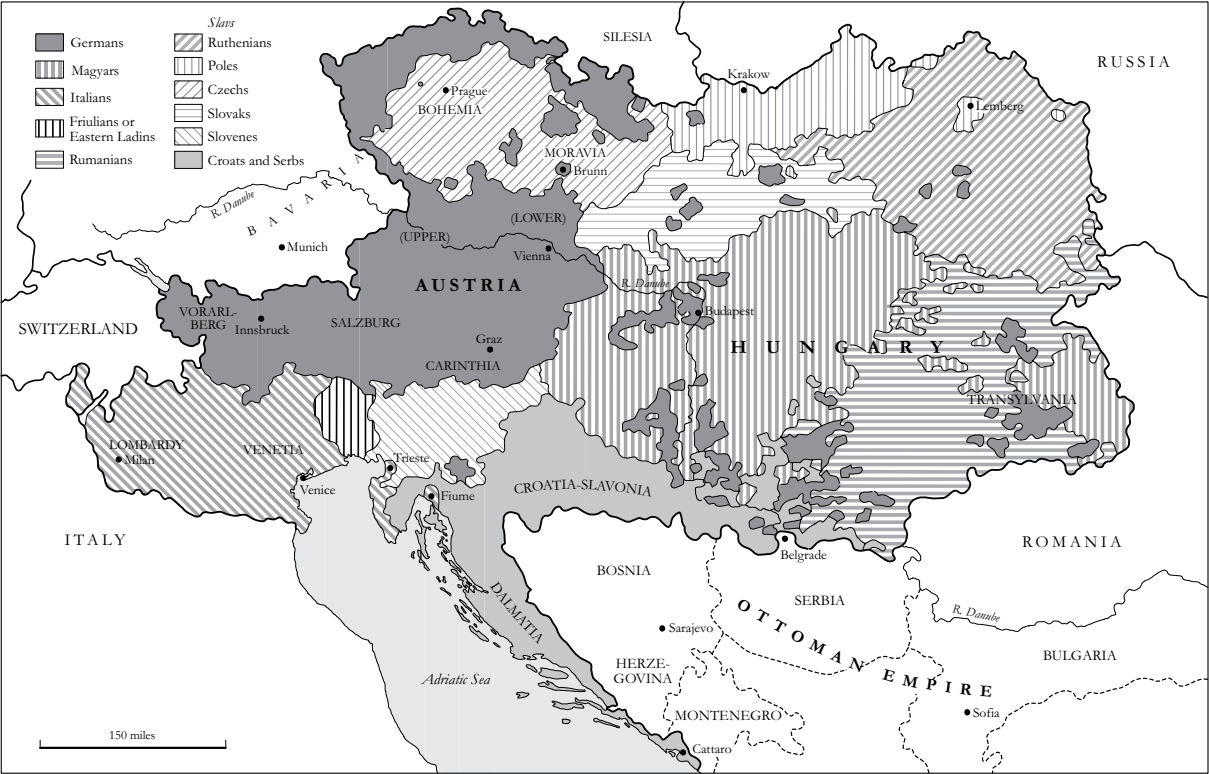 Slavs
Germans
Magyars
Italians
Friulians or
Eastern Ladins
Rumanians
Ruthenians
Poles
Czechs
Slovaks
Slovenes
Croats and Serbs
SILESIA
RUSSIA
Krakow
Prague
BOHEMIA
Lemberg
MORAVIA
Brunn
R. Danube
BAVARIA
Munich
(LOWER)
(UPPER)
Vienna
AUSTRIA
R. Danube
Budapest
SWITZERLAND
VORARL-
BERG
Innsbruck
SALZBURG
Graz
CARINTHIA
HUNGARY
TRANSYLVANIA
LOMBARDY
Milan
VENETIA
Venice
Trieste
Fiume
CROATIA-SLAVONIA
ITALY
Belgrade
ROMANIA
BOSNIA
SERBIA
DALMATIA
OTTOMAN EMPIRE
R. Danube
Sarajevo
BULGARIA
HERZE-
GOVINA
Adriatic Sea
MONTENEGRO
Sofia
150 miles
Cattaro